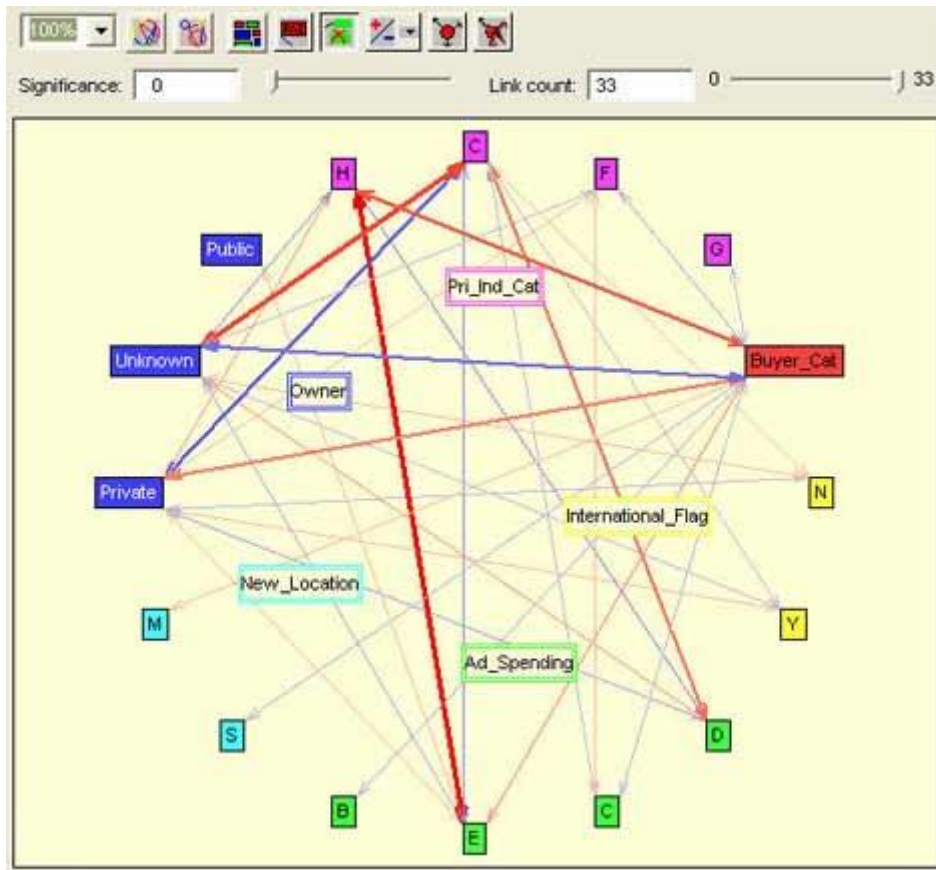 100%
Significance: 0 Link count: 33 0 33
C
H F
Public G
Pri_Ind_Cat
Unknown Buyer_Cat
Owner
Private N
International_Flag
New_Location
M Y
Ad_Spending
S D
B C
E